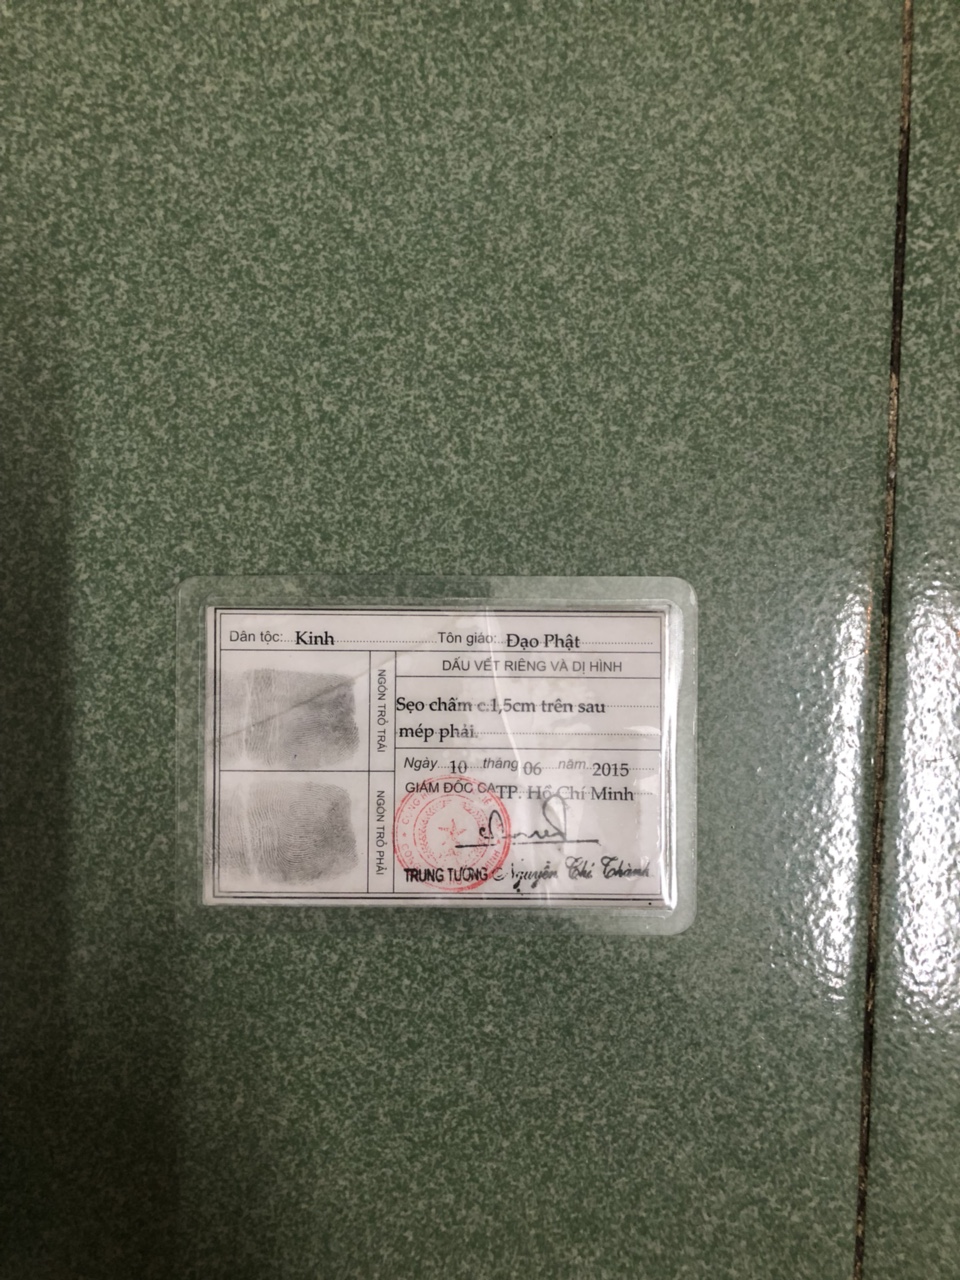 Dân tộc: Kinh Tôn giáo: Đạo Phật
DẤU VẾT RIÊNG VÀ DỊ HÌNH
NGÓN TRỎ TRÁI
Sẹo chấm c.1,5cm trên sau
mép phải.
Ngày 10 tháng 06 năm 2015
GIÁM ĐỐC CATP. Hồ Chí Minh
NGÓN TRỎ PHẢI
TRUNG TƯỚNG Nguyễn Chí Thành